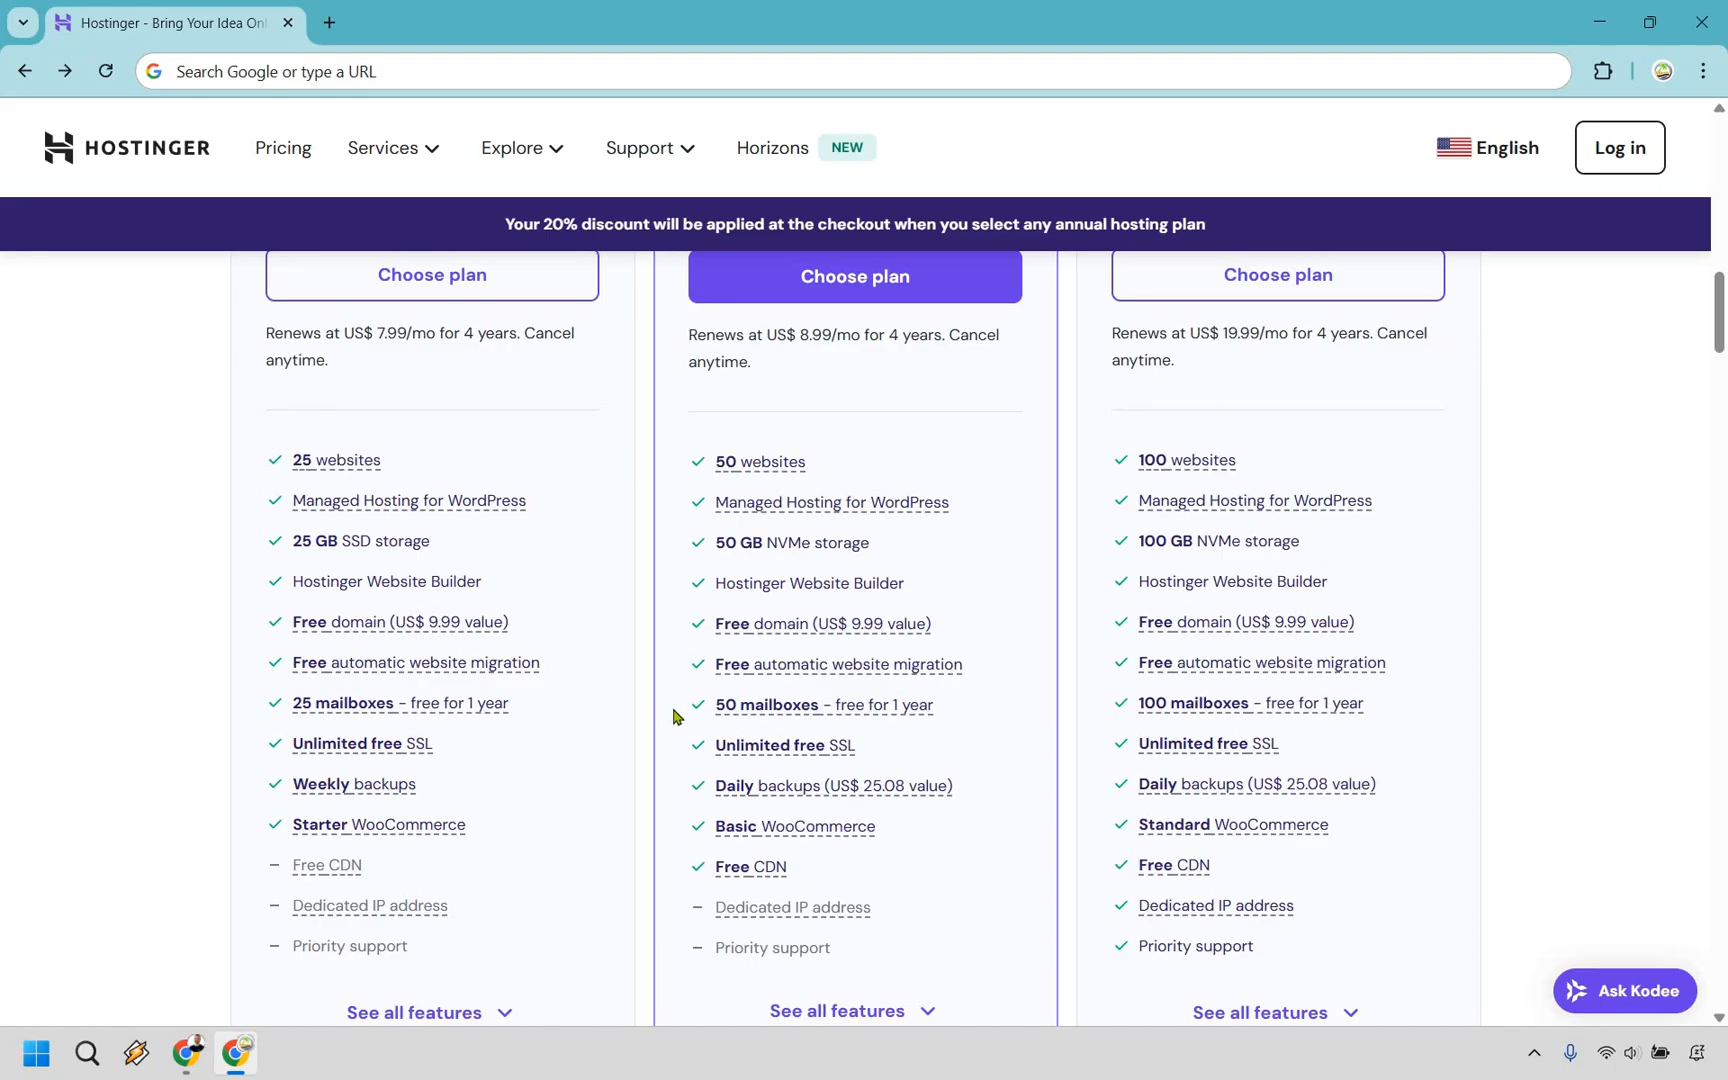 Hostinger - Bring Your Idea Onl
Search Google or type a URL
HOSTINGER
Pricing
Services
Explore
Support
Horizons
NEW
English
Log in
Your 20% discount will be applied at the checkout when you select any annual hosting plan
Choose plan
Renews at US$ 7.99/mo for 4 years. Cancel
anytime.
25 websites
Managed Hosting for WordPress
25 GB SSD storage
Hostinger Website Builder
Free domain (US$ 9.99 value)
Free automatic website migration
25 mailboxes - free for 1 year
Unlimited free SSL
Weekly backups
Starter WooCommerce
Free CDN
Dedicated IP address
Priority support
See all features
Choose plan
Renews at US$ 8.99/mo for 4 years. Cancel
anytime.
50 websites
Managed Hosting for WordPress
50 GB NVMe storage
Hostinger Website Builder
Free domain (US$ 9.99 value)
Free automatic website migration
50 mailboxes - free for 1 year
Unlimited free SSL
Daily backups (US$ 25.08 value)
Basic WooCommerce
Free CDN
Dedicated IP address
Priority support
See all features
Choose plan
Renews at US$ 19.99/mo for 4 years. Cancel
anytime.
100 websites
Managed Hosting for WordPress
100 GB NVMe storage
Hostinger Website Builder
Free domain (US$ 9.99 value)
Free automatic website migration
100 mailboxes - free for 1 year
Unlimited free SSL
Daily backups (US$ 25.08 value)
Standard WooCommerce
Free CDN
Dedicated IP address
Priority support
See all features
Ask Kodee